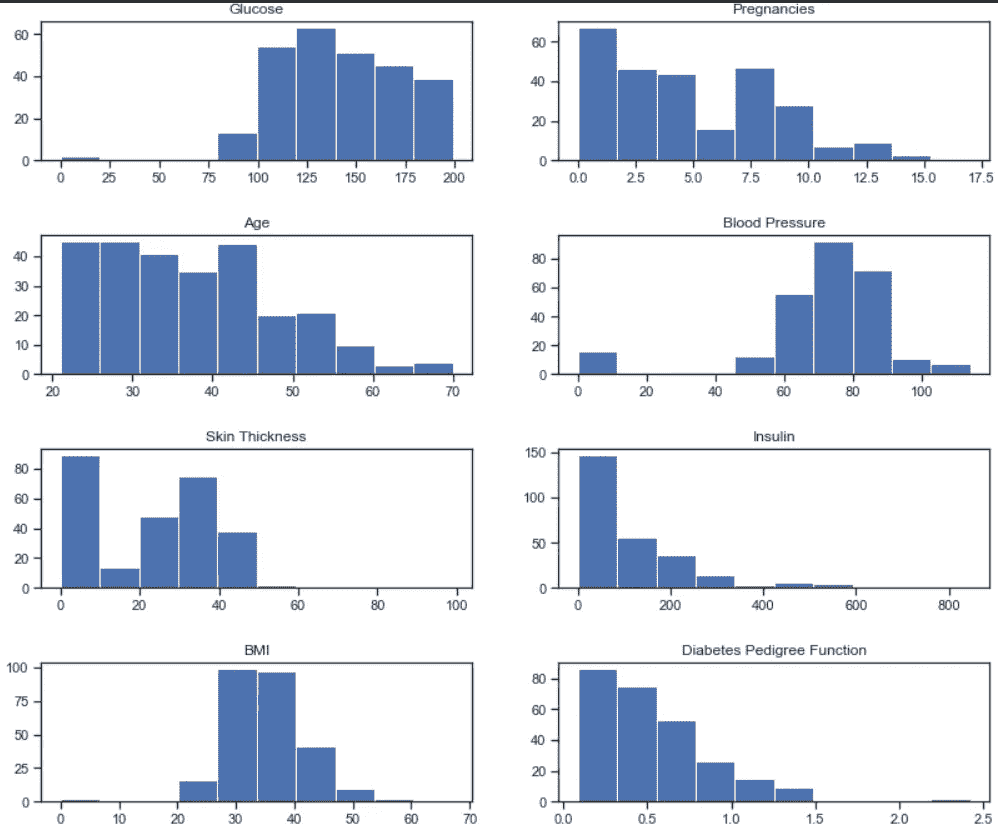 Glucose
60
40
20
0
0 25 50 75 100 125 150 175 200
Pregnancies
60
40
20
0
0.0 2.5 5.0 7.5 10.0 12.5 15.0 17.5
Age
40
30
20
10
0
20 30 40 50 60 70
Blood Pressure
80
60
40
20
0
0 20 40 60 80 100
Skin Thickness
80
60
40
20
0
0 20 40 60 80 100
Insulin
150
100
50
0
0 200 400 600 800
BMI
100
75
50
25
0
0 10 20 30 40 50 60 70
Diabetes Pedigree Function
80
60
40
20
0
0.0 0.5 1.0 1.5 2.0 2.5